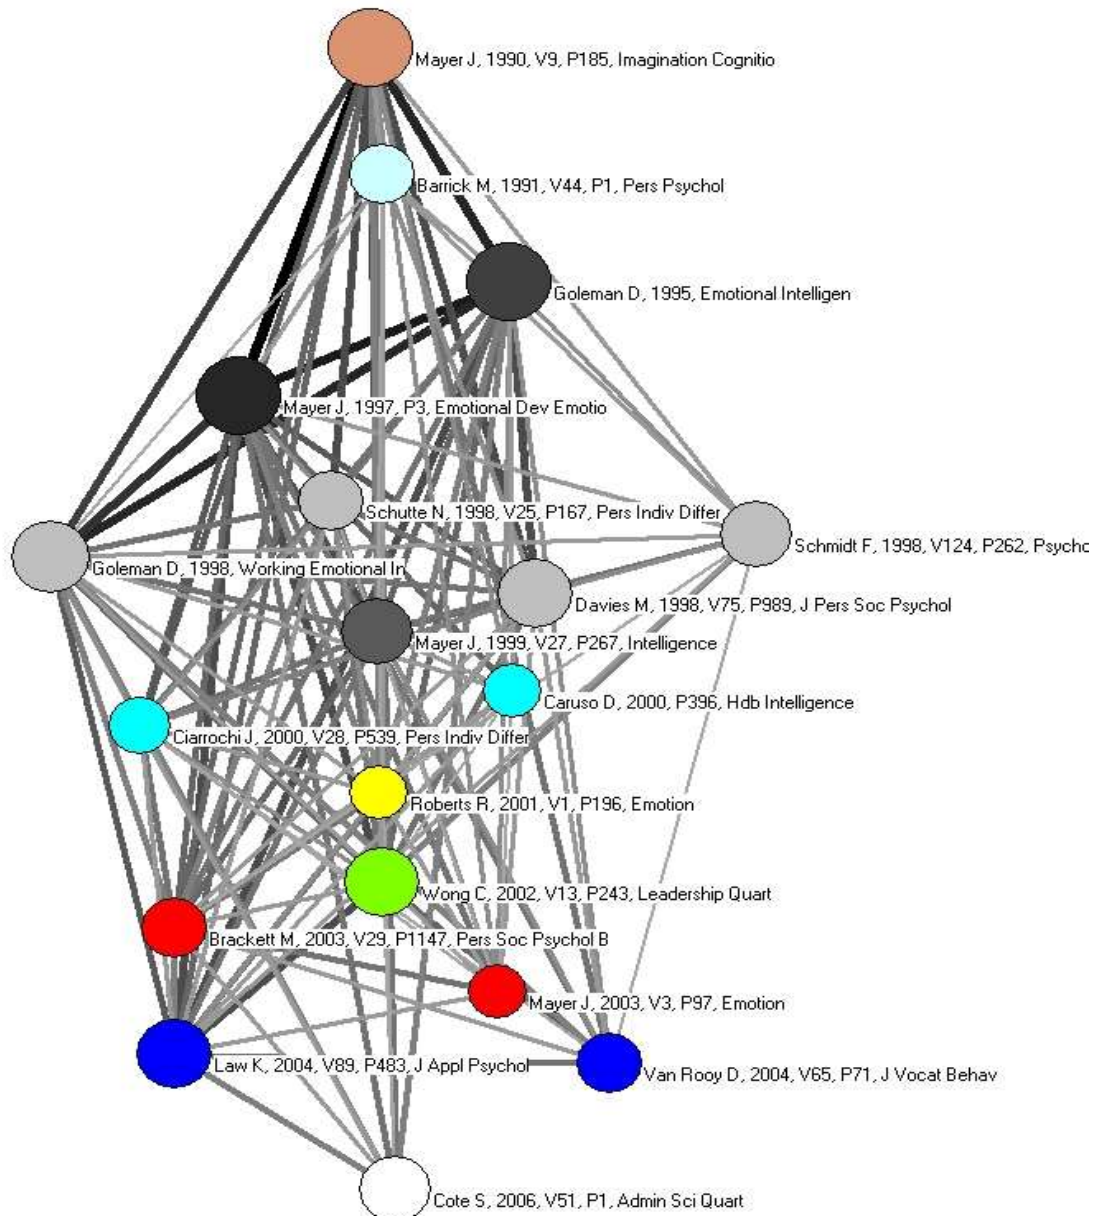 Mayer J, 1990, V9, P185, Imagination Cognitio
Barrick M, 1991, V44, P1, Pers Psychol
Goleman D, 1995, Emotional Intelligen
Mayer J, 1997, P3, Emotional Dev Emotio
Schutte N, 1998, V25, P167, Pers Indiv Differ
Schmidt F, 1998, V124, P262, Psychc
Goleman D, 1998, Working Emotional In
Davies M, 1998, V75, P989, J Pers Soc Psychol
Mayer J, 1999, V27, P267, Intelligence
Caruso D, 2000, P396, Hdb Intelligence
Ciarrochi J, 2000, V28, P539, Pers Indiv Differ
Roberts R, 2001, V1, P196, Emotion
Wong C, 2002, V13, P243, Leadership Quart
Brackett M, 2003, V29, P1147, Pers Soc Psychol B
Mayer J, 2003, V3, P97, Emotion
Law K, 2004, V89, P483, J Appl Psychol
Van Rooy D, 2004, V65, P71, J Vocat Behav
Cote S, 2006, V51, P1, Admin Sci Quart